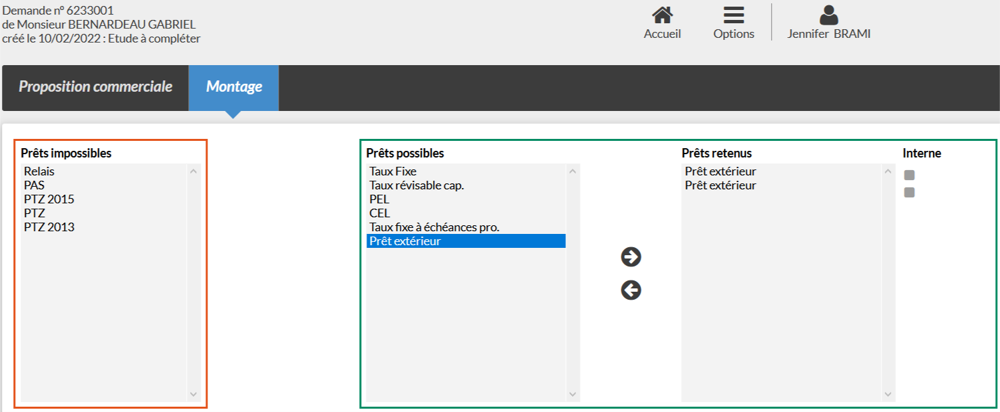 Demande nº 6233001
de Monsieur BERNARDEAU GABRIEL
créé le 10/02/2022 : Etude à compléter
Accueil
Options
Jennifer BRAMI
Proposition commerciale
Montage
Prêts impossibles
Relais
PAS
PTZ 2015
PTZ
PTZ 2013
Prêts possibles
Taux Fixe
Taux révisable cap.
PEL
CEL
Taux fixe à échéances pro.
Prêt extérieur
Prêts retenus
Prêt extérieur
Prêt extérieur
Interne